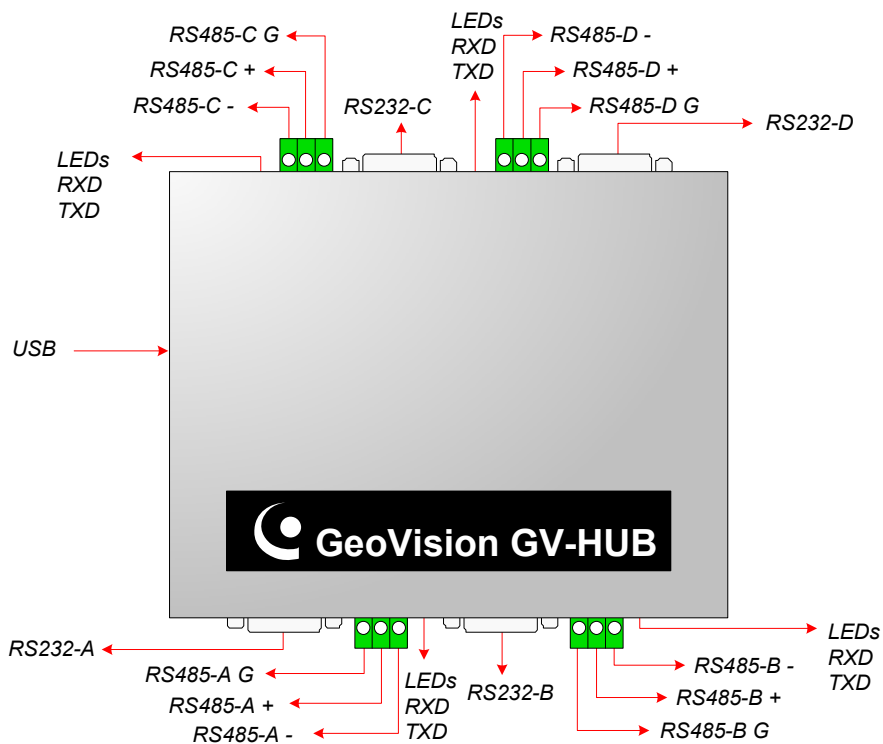 RS485-C G
RS485-C +
RS485-C -
LEDs
RXD
TXD
RS232-C
LEDs
RXD
TXD
RS485-D -
RS485-D +
RS485-D G
RS232-D
USB
GeoVision GV-HUB
RS232-A
RS485-A G
RS485-A +
RS485-A -
LEDs
RXD
TXD
RS232-B
LEDs
RXD
TXD
RS485-B -
RS485-B +
RS485-B G